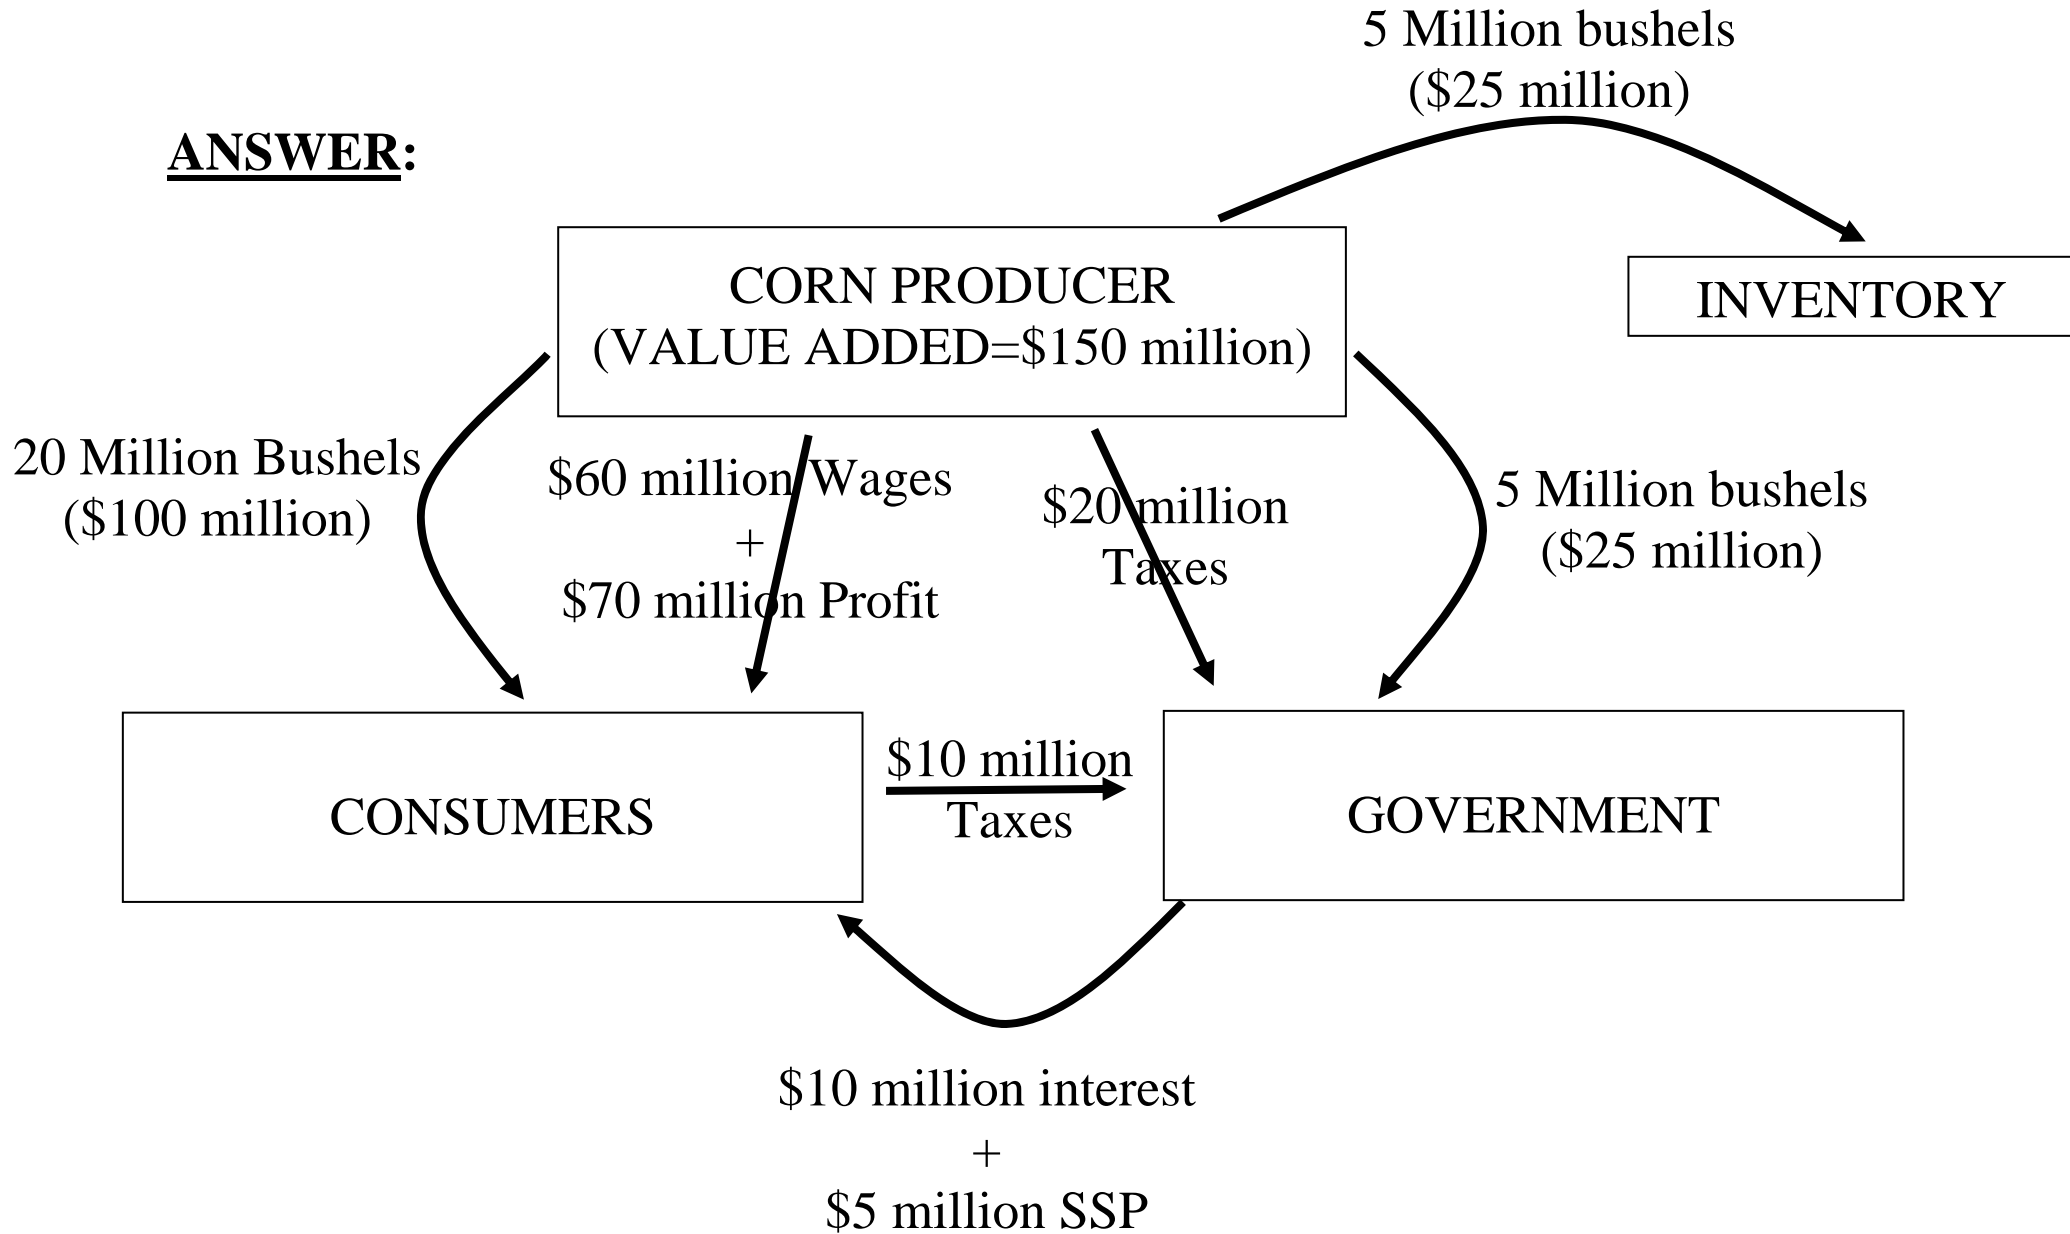 5 Million bushels
($25 million)
ANSWER:
CORN PRODUCER
(VALUE ADDED=$150 million)
INVENTORY
20 Million Bushels
($100 million)
$60 million Wages
+
$70 million Profit
$20 million
Taxes
5 Million bushels
($25 million)
CONSUMERS
$10 million
Taxes
GOVERNMENT
$10 million interest
+
$5 million SSP